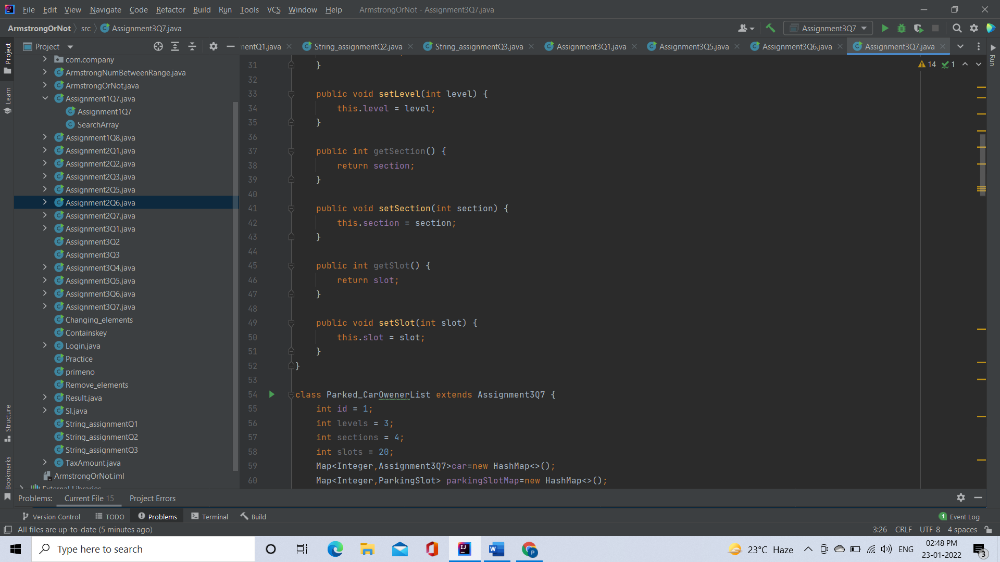 File Edit View Navigate Code Refactor Build Run Tools VCS Window Help ArmstrongOrNot - Assignment3Q7.java
ArmstrongOrNot src Assignment3Q7.java Assignment3Q7
Project mentQ1.java String_assignmentQ2.java String_assignmentQ3.java Assignment3Q1.java Assignment3Q5.java Assignment3Q6.java Assignment3Q7.java
Project
Learn
Structure
Bookmarks
Run
com.company
ArmstrongNumBetweenRange.java
ArmstrongOrNot.java
Assignment1Q7.java
Assignment1Q7
SearchArray
Assignment1Q8.java
Assignment2Q1.java
Assignment2Q2.java
Assignment2Q3.java
Assignment2Q5.java
Assignment2Q6.java
Assignment2Q7.java
Assignment3Q1.java
Assignment3Q2
Assignment3Q3
Assignment3Q4.java
Assignment3Q5.java
Assignment3Q6.java
Assignment3Q7.java
Changing_elements
Containskey
Login.java
Practice
primeno
Remove_elements
Result.java
SI.java
String_assignmentQ1
String_assignmentQ2
String_assignmentQ3
TaxAmount.java
ArmstrongOrNot.iml
External Libraries
14 1
31 }
32
33 public void setLevel(int level) {
34 this.level = level;
35 }
36
37 public int getSection() {
38 return section;
39 }
40
41 public void setSection(int section) {
42 this.section = section;
43 }
44
45 public int getSlot() {
46 return slot;
47 }
48
49 public void setSlot(int slot) {
50 this.slot = slot;
51 }
52 }
53
54 class Parked_CarOwenerList extends Assignment3Q7 {
55 int id = 1;
56 int levels = 3;
57 int sections = 4;
58 int slots = 20;
59 Map<Integer,Assignment3Q7>car=new HashMap<>();
60 Map<Integer,ParkingSlot> parkingSlotMap=new HashMap<>();
Problems: Current File 15 Project Errors
Version Control TODO Problems Terminal Build 1 Event Log
All files are up-to-date (5 minutes ago) 3:26 CRLF UTF-8 4 spaces
Type here to search 23°C Haze ENG 02:48 PM
23-01-2022
3